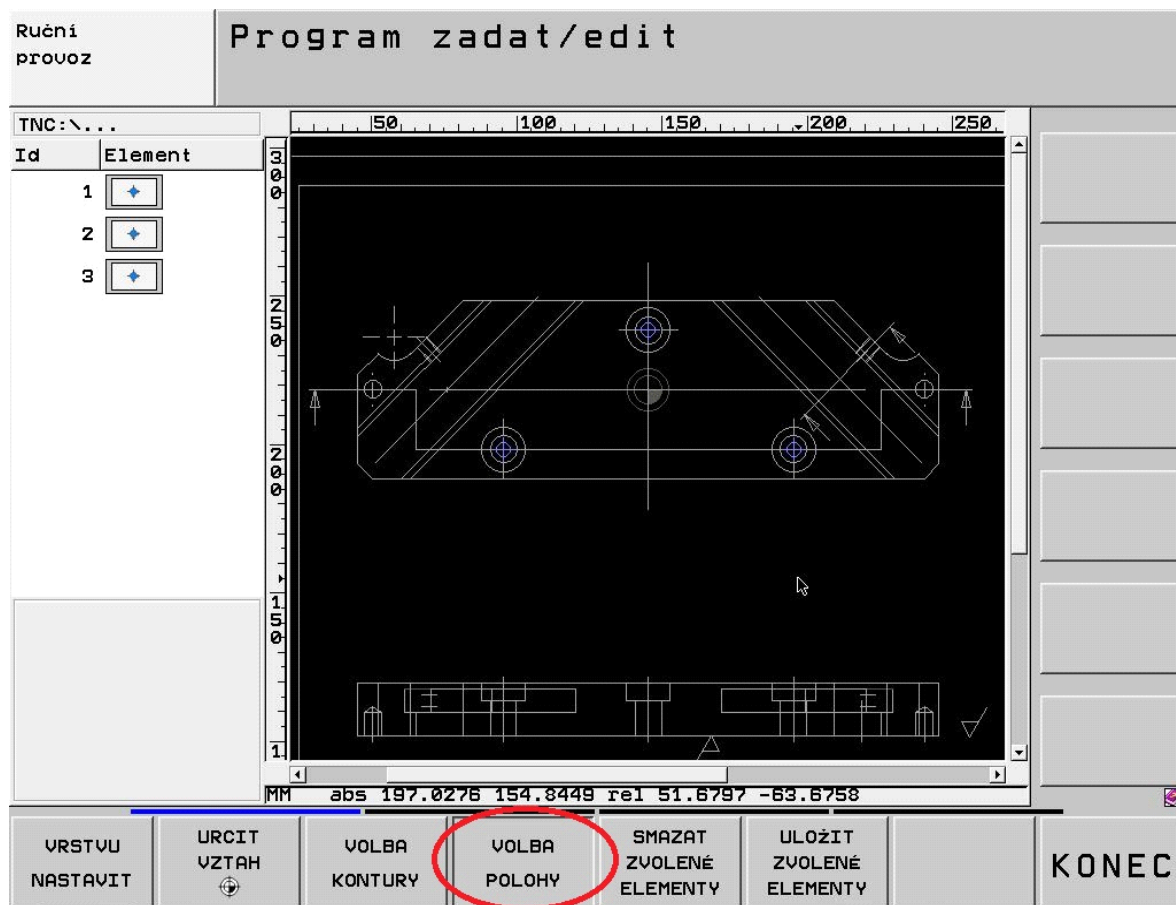 Ruční
provoz
Program zadat/edit
TNC:\...
Id Element
1
2
3
50 100 150 200 250
300
250
200
150
1
MM abs 197.0276 154.8449 rel 51.6797 -63.6758
VRSTVU
NASTAVIT
URCIT
VZTAH
VOLBA
KONTURY
VOLBA
POLOHY
SMAZAT
ZVOLENÉ
ELEMENTY
ULOŽIT
ZVOLENÉ
ELEMENTY
KONEC